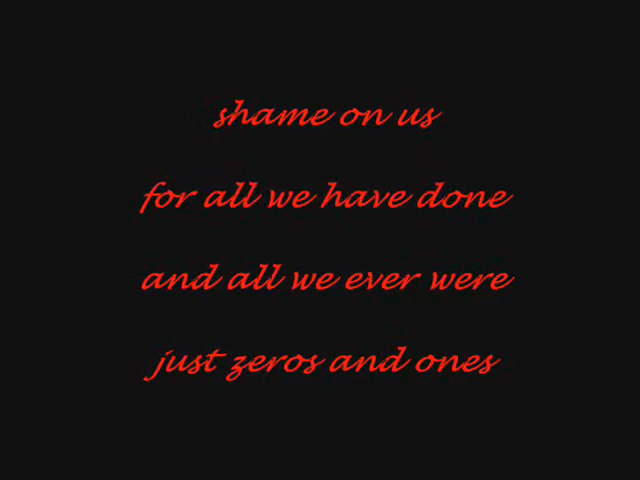 shame on us
for all we have done
and all we ever were
just zeros and ones